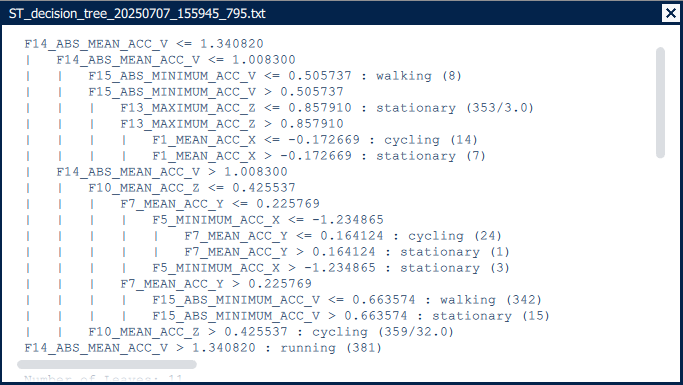 ST_decision_tree_20250707_155945_795.txt
F14_ABS_MEAN_ACC_V <= 1.340820
| F14_ABS_MEAN_ACC_V <= 1.008300
| | F15_ABS_MINIMUM_ACC_V <= 0.505737 : walking (8)
| | F15_ABS_MINIMUM_ACC_V > 0.505737
| | | F13_MAXIMUM_ACC_Z <= 0.857910 : stationary (353/3.0)
| | | F13_MAXIMUM_ACC_Z > 0.857910
| | | | F1_MEAN_ACC_X <= -0.172669 : cycling (14)
| | | | F1_MEAN_ACC_X > -0.172669 : stationary (7)
| F14_ABS_MEAN_ACC_V > 1.008300
| | F10_MEAN_ACC_Z <= 0.425537
| | | F7_MEAN_ACC_Y <= 0.225769
| | | | F5_MINIMUM_ACC_X <= -1.234865
| | | | | F7_MEAN_ACC_Y <= 0.164124 : cycling (24)
| | | | | F7_MEAN_ACC_Y > 0.164124 : stationary (1)
| | | | F5_MINIMUM_ACC_X > -1.234865 : stationary (3)
| | | F7_MEAN_ACC_Y > 0.225769
| | | | F15_ABS_MINIMUM_ACC_V <= 0.663574 : walking (342)
| | | | F15_ABS_MINIMUM_ACC_V > 0.663574 : stationary (15)
| | F10_MEAN_ACC_Z > 0.425537 : cycling (359/32.0)
F14_ABS_MEAN_ACC_V > 1.340820 : running (381)
Number of Leaves: 11